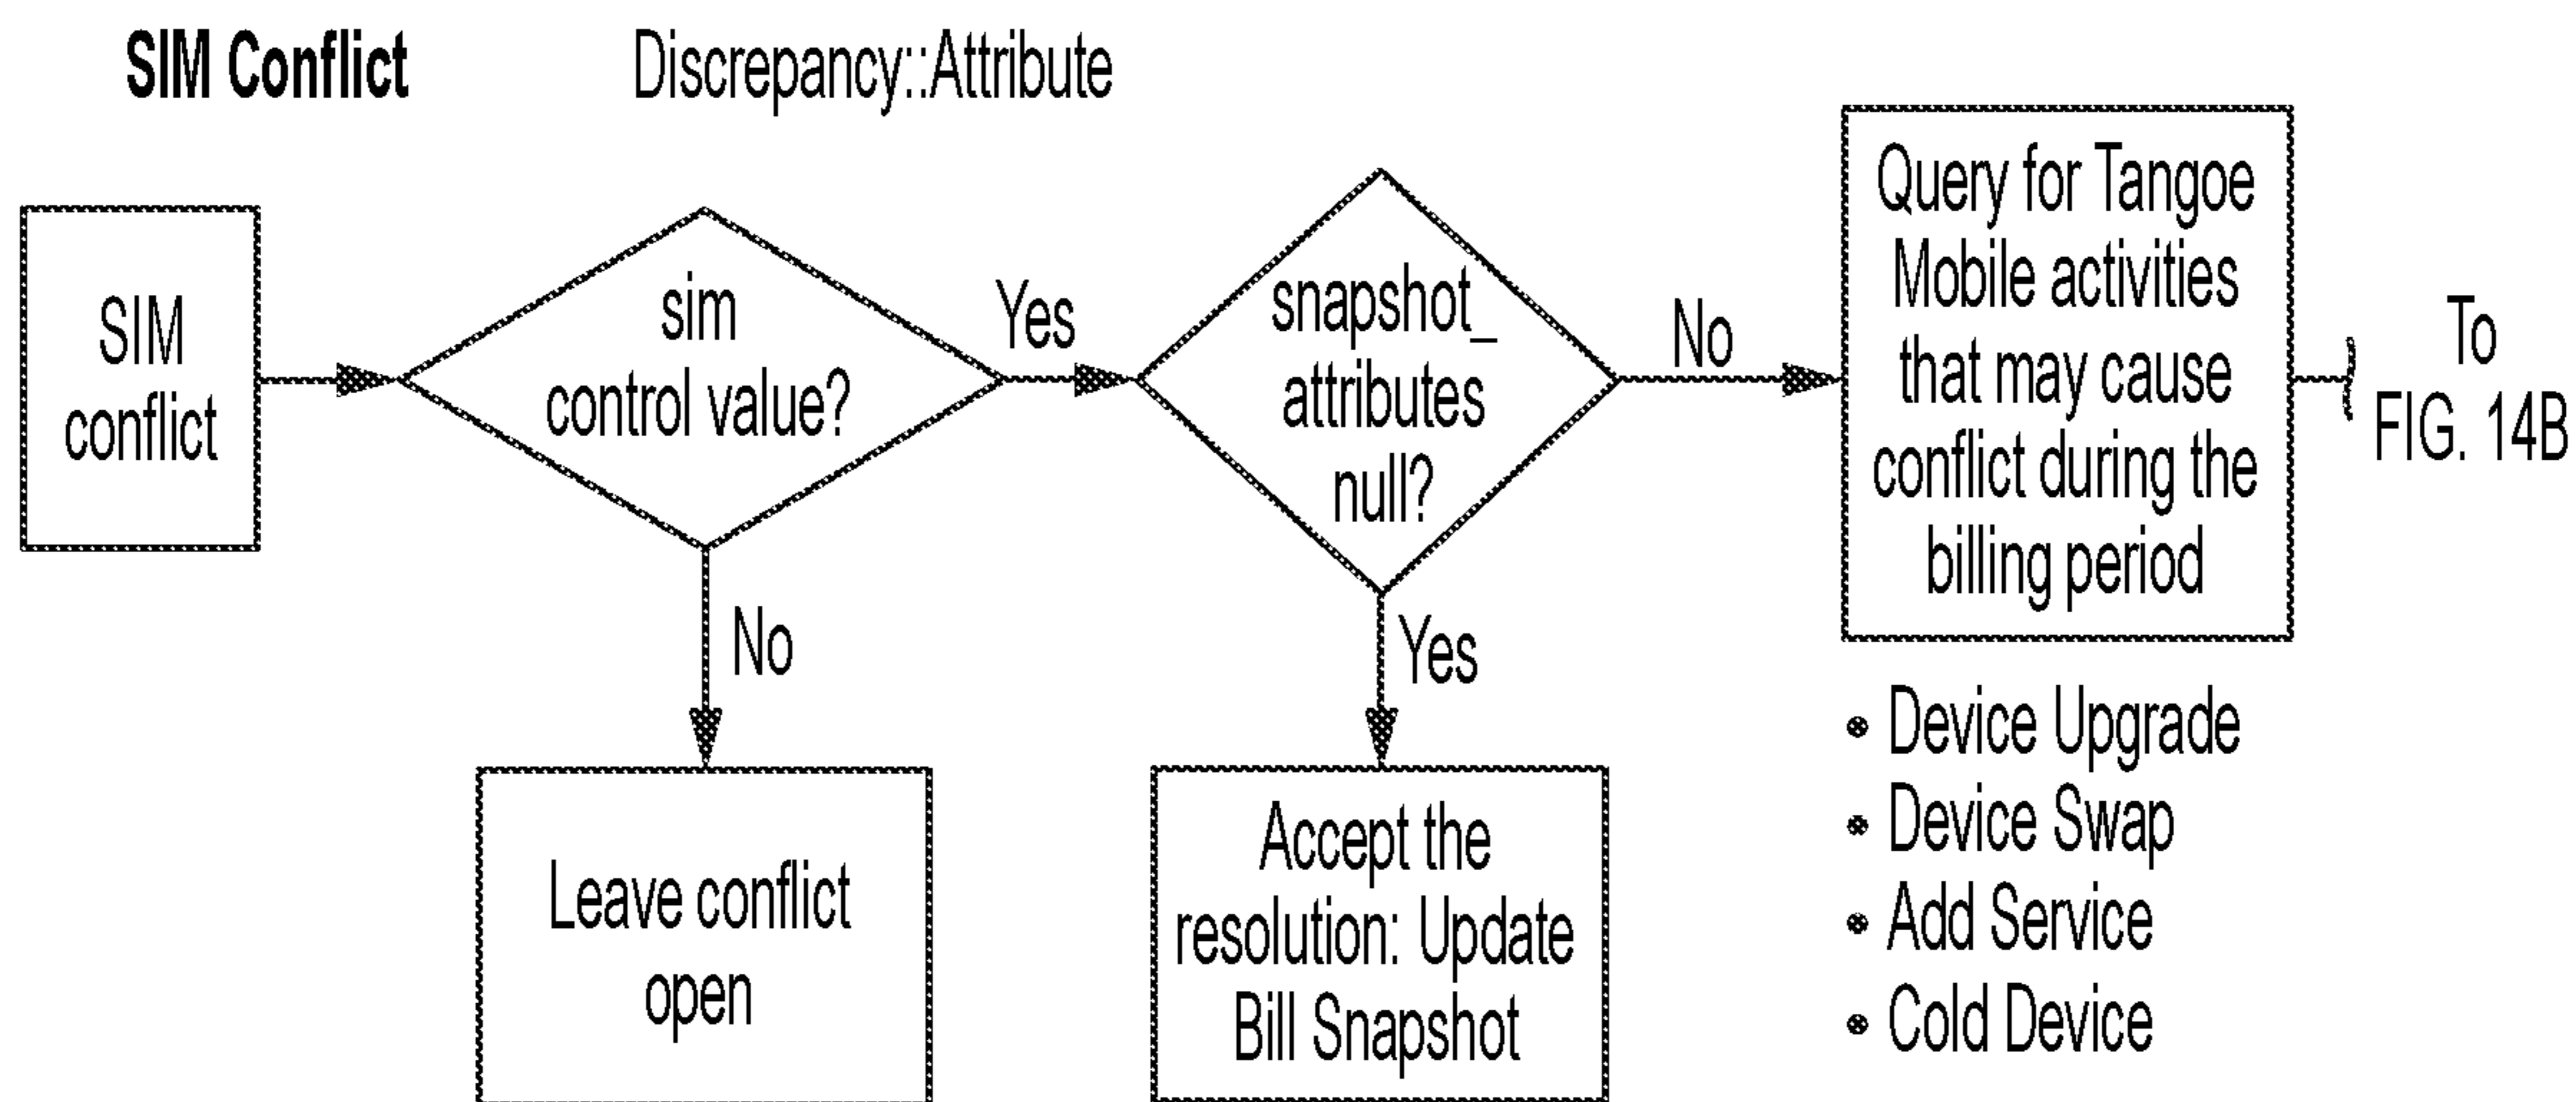 SIM Conflict
Discrepancy::Attribute
SIM
conflict
sim
control value?
Yes
No
Leave conflict
open
snapshot_
attributes
null?
No
Yes
Accept the
resolution: Update
Bill Snapshot
Query for Tangoe
Mobile activities
that may cause
conflict during the
billing period
• Device Upgrade
• Device Swap
• Add Service
• Cold Device
To
FIG. 14B